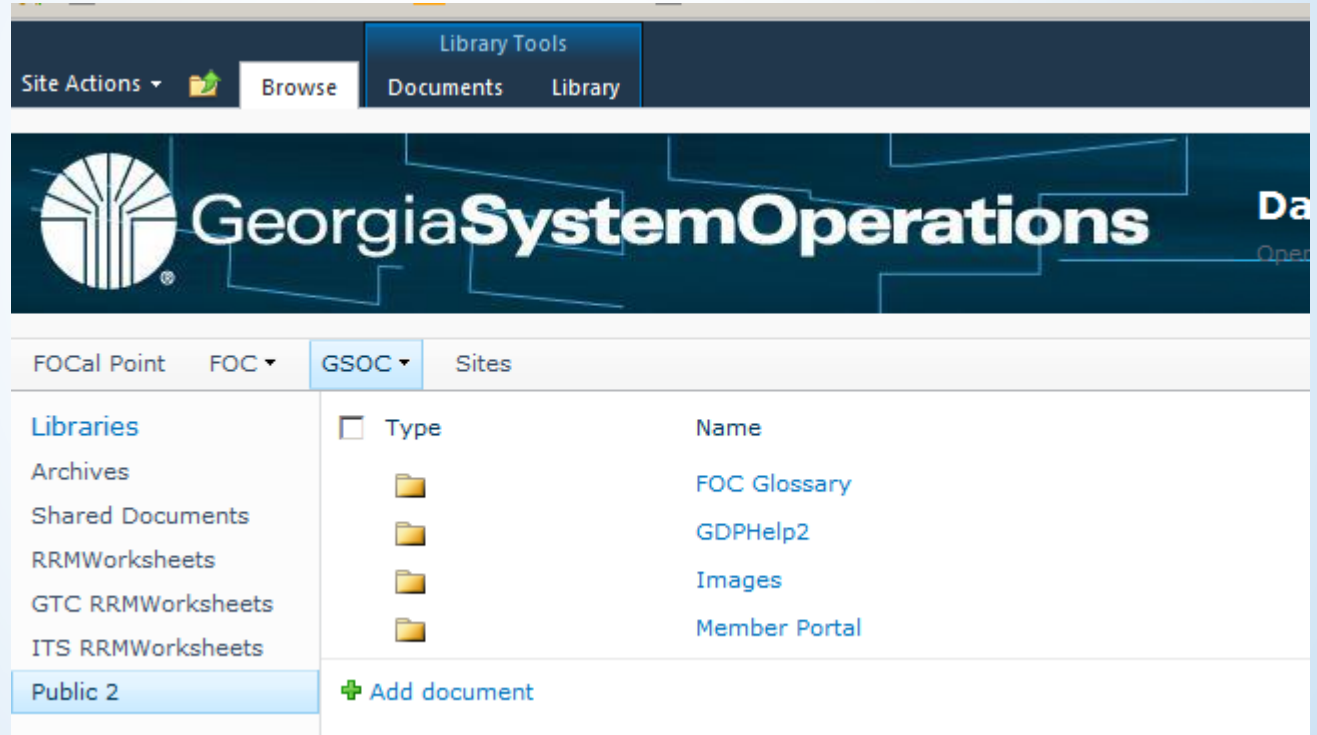 Library Tools
Site Actions Browse Documents Library
GeorgiaSystemOperations
®
FOCal Point FOC GSOC Sites
Libraries
Archives
Shared Documents
RRMWorksheets
GTC RRMWorksheets
ITS RRMWorksheets
Public 2
Type Name
FOC Glossary
GDPHelp2
Images
Member Portal
Add document